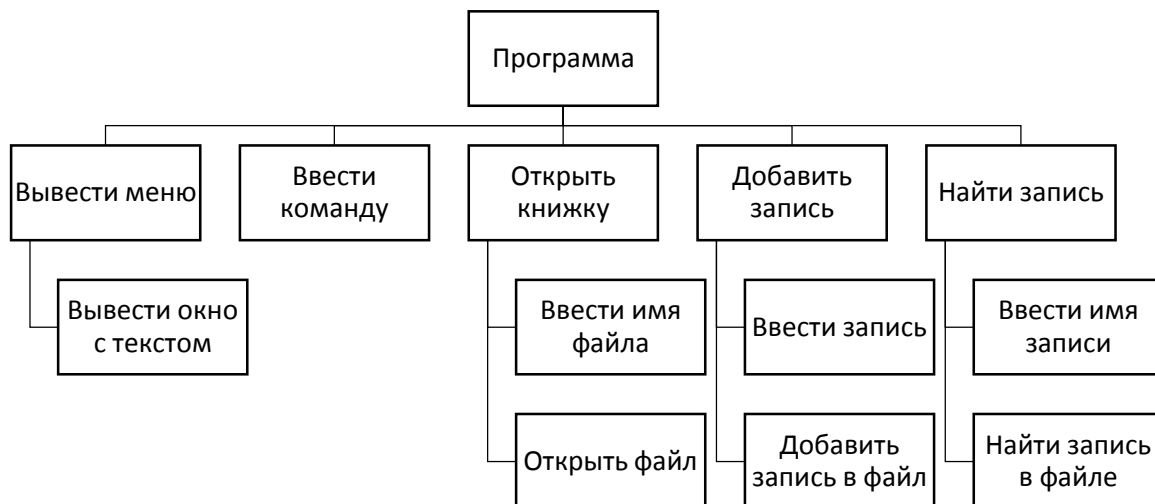 Программа
Вывести меню
Ввести
команду
Открыть
книжку
Добавить
запись
Найти запись
Вывести окно
с текстом
Ввести имя
файла
Ввести запись
Ввести имя
записи
Открыть файл
Добавить
запись в файл
Найти запись
в файле